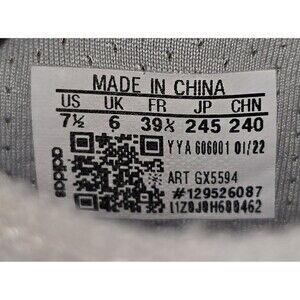 MADE IN CHINA
US UK FR JP CHN
7½ 6 39⅓ 245 240
YYA 606001 01/22
adidas
ART GX5594
#129526087